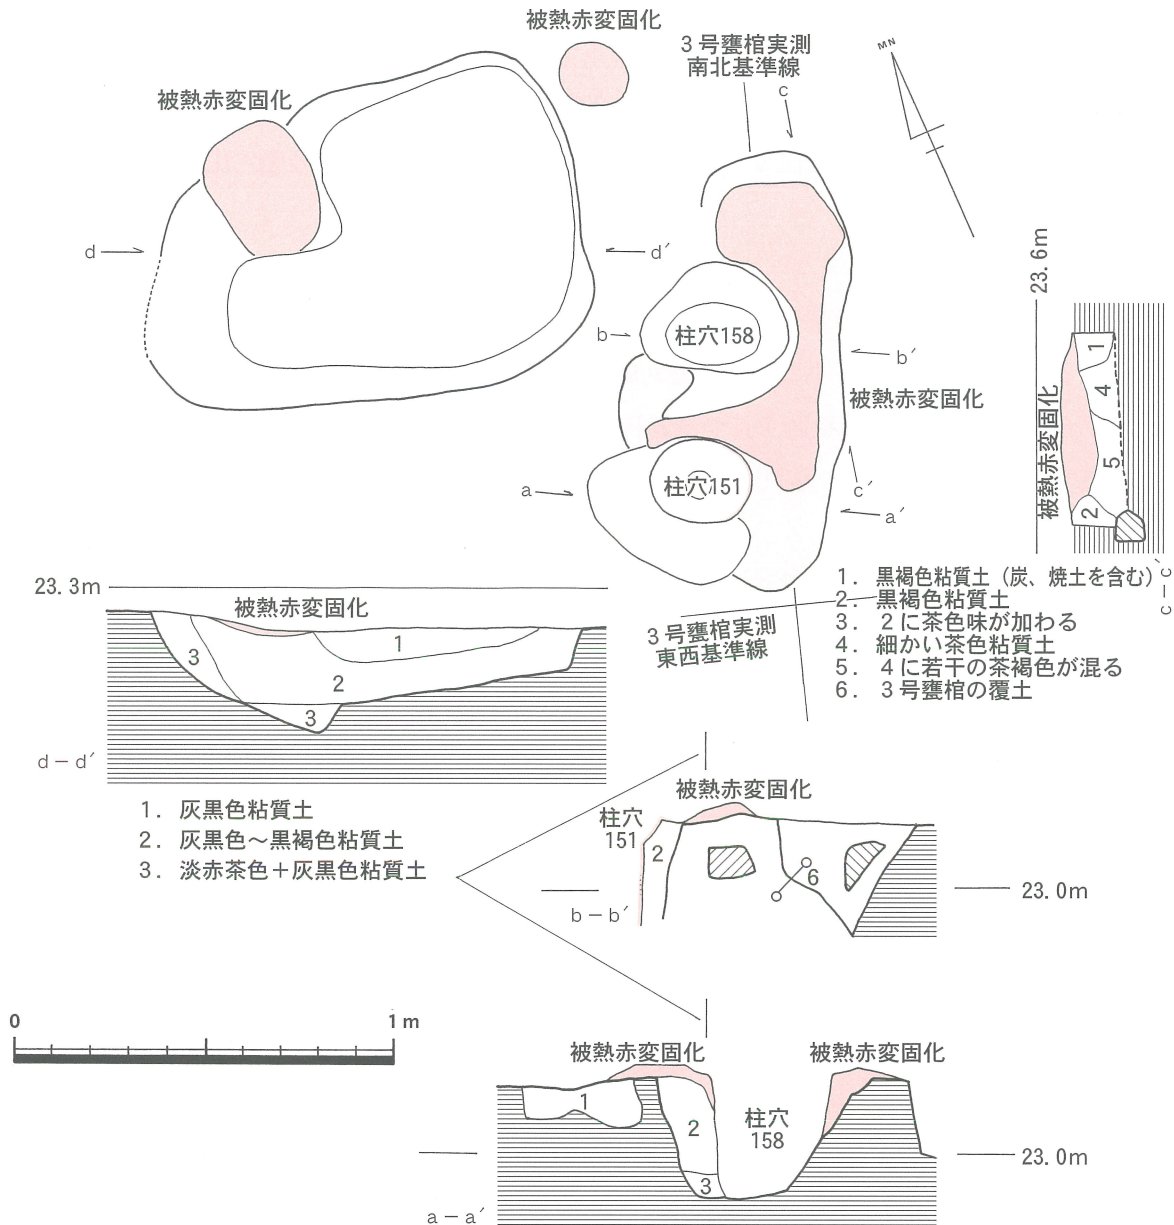 被熱赤変固化
3号甕棺実測
南北基準線
c
MN
被熱赤変固化
d
d′
23.6m
b
柱穴158
b′
被熱赤変固化
被熱赤変固化
1
4
5
2
a
柱穴151
c′
a′
c−c′
23.3m
被熱赤変固化
1
2
3
3
d−d′
3号甕棺実測
東西基準線
1. 黒褐色粘質土（炭、焼土を含む）
2. 黒褐色粘質土
3. 2に茶色味が加わる
4. 細かい茶色粘質土
5. 4に若干の茶褐色が混る
6. 3号甕棺の覆土
1. 灰黒色粘質土
2. 灰黒色～黒褐色粘質土
3. 淡赤茶色＋灰黒色粘質土
被熱赤変固化
柱穴
151
2
6
b−b′
23.0m
0
1m
被熱赤変固化
被熱赤変固化
1
2
3
柱穴
158
23.0m
a−a′